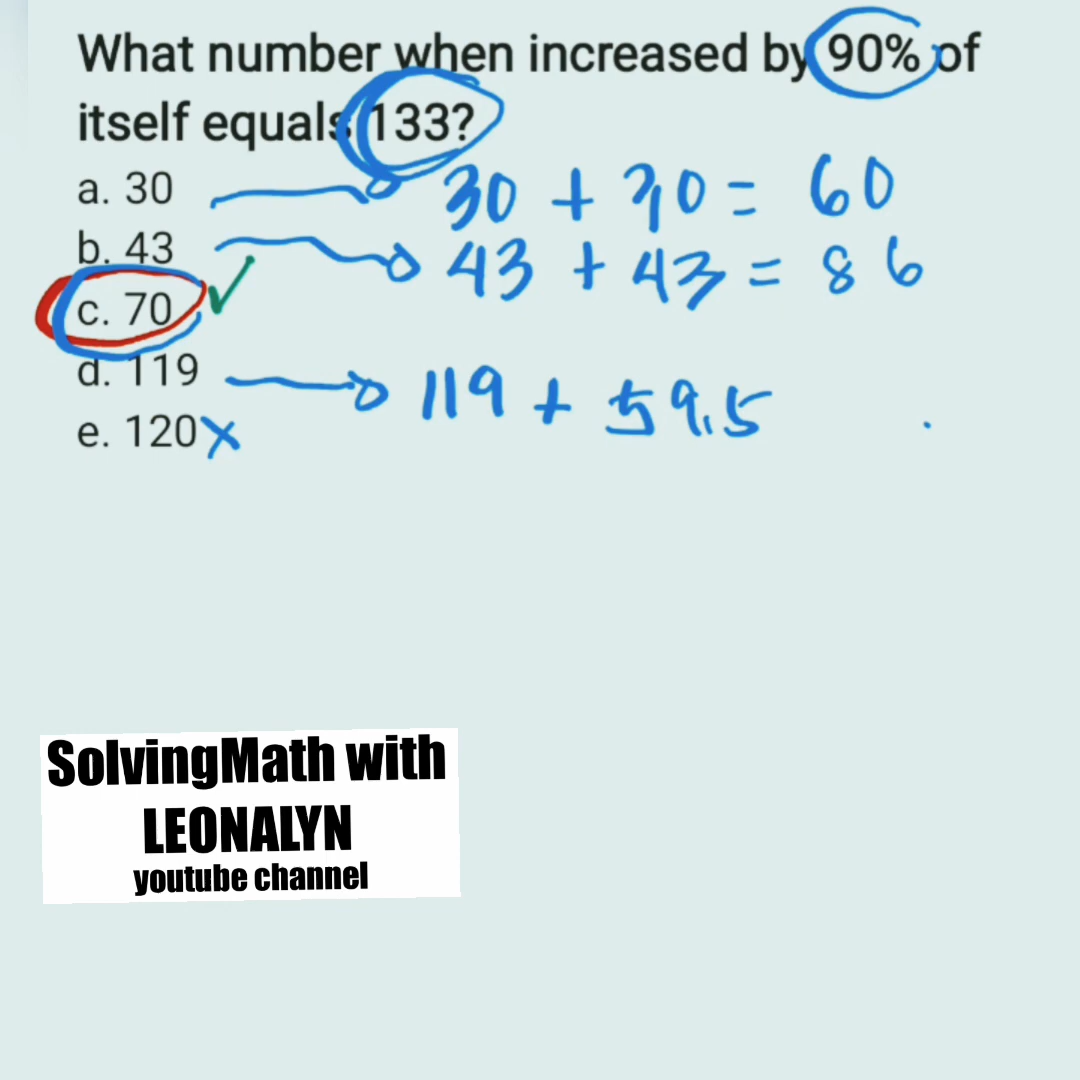 What number when increased by 90% of
itself equals 133?
a. 30
30 + 30 = 60
b. 43
43 + 43 = 86
c. 70
d. 119
119 + 59.5
e. 120 x
SolvingMath with
LEONALYN
youtube channel